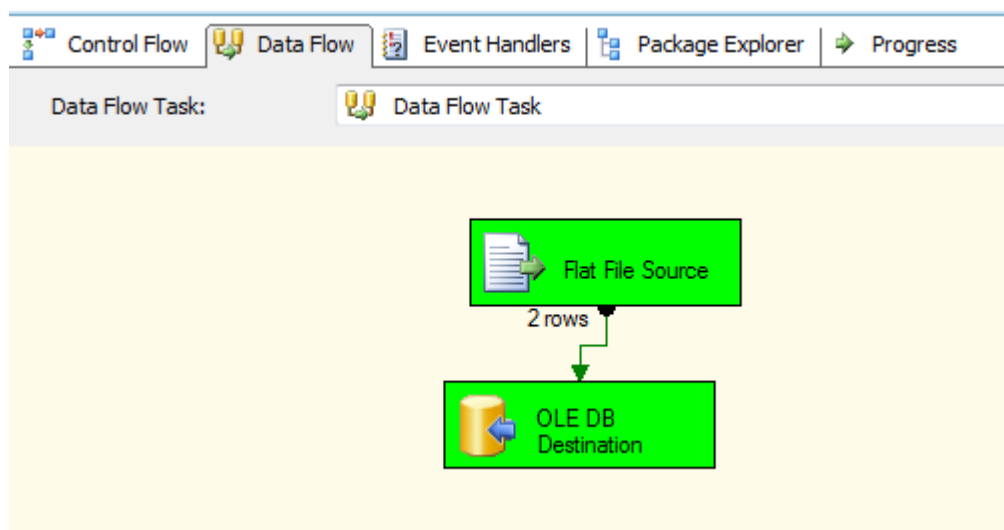 Control Flow Data Flow Event Handlers Package Explorer Progress
Data Flow Task: Data Flow Task
Flat File Source
2 rows
OLE DB
Destination